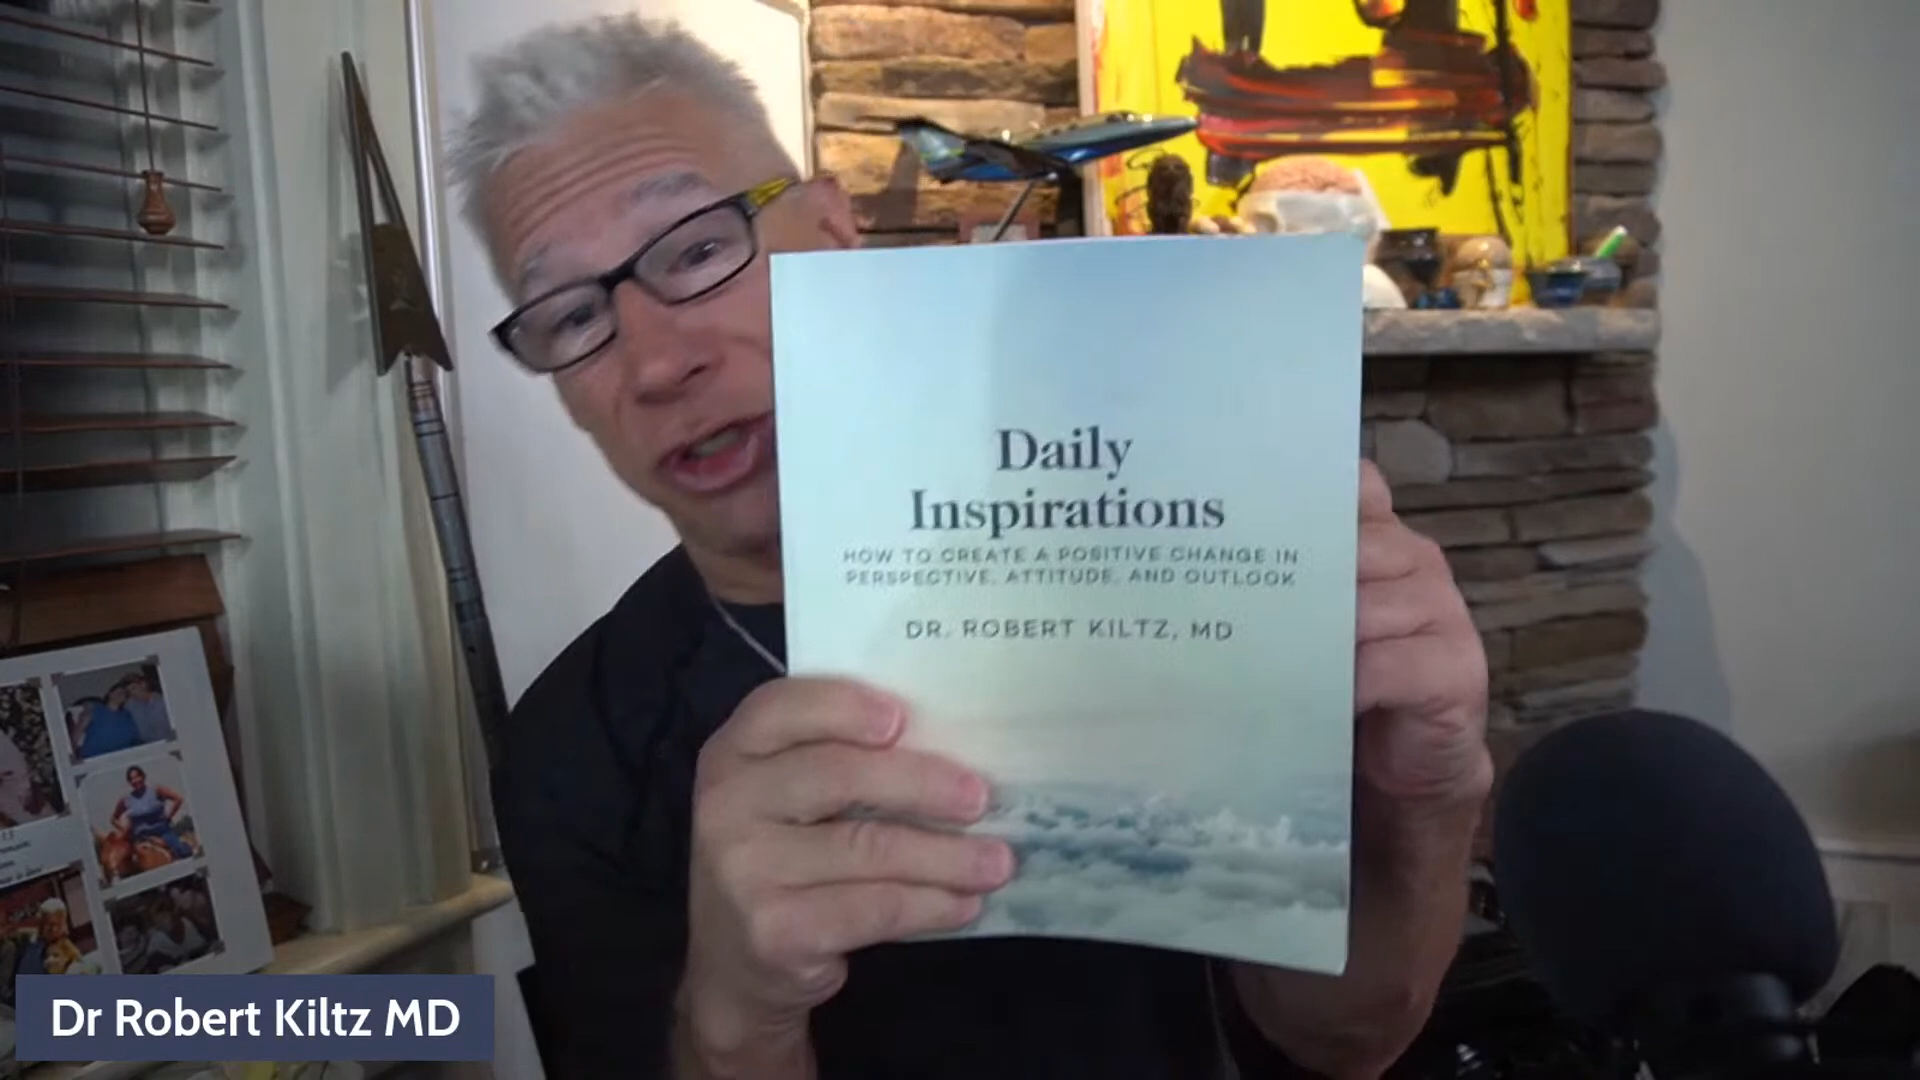 Daily
Inspirations
HOW TO CREATE A POSITIVE CHANGE IN
PERSPECTIVE, ATTITUDE, AND OUTLOOK
DR. ROBERT KILTZ, MD
Dr Robert Kiltz MD